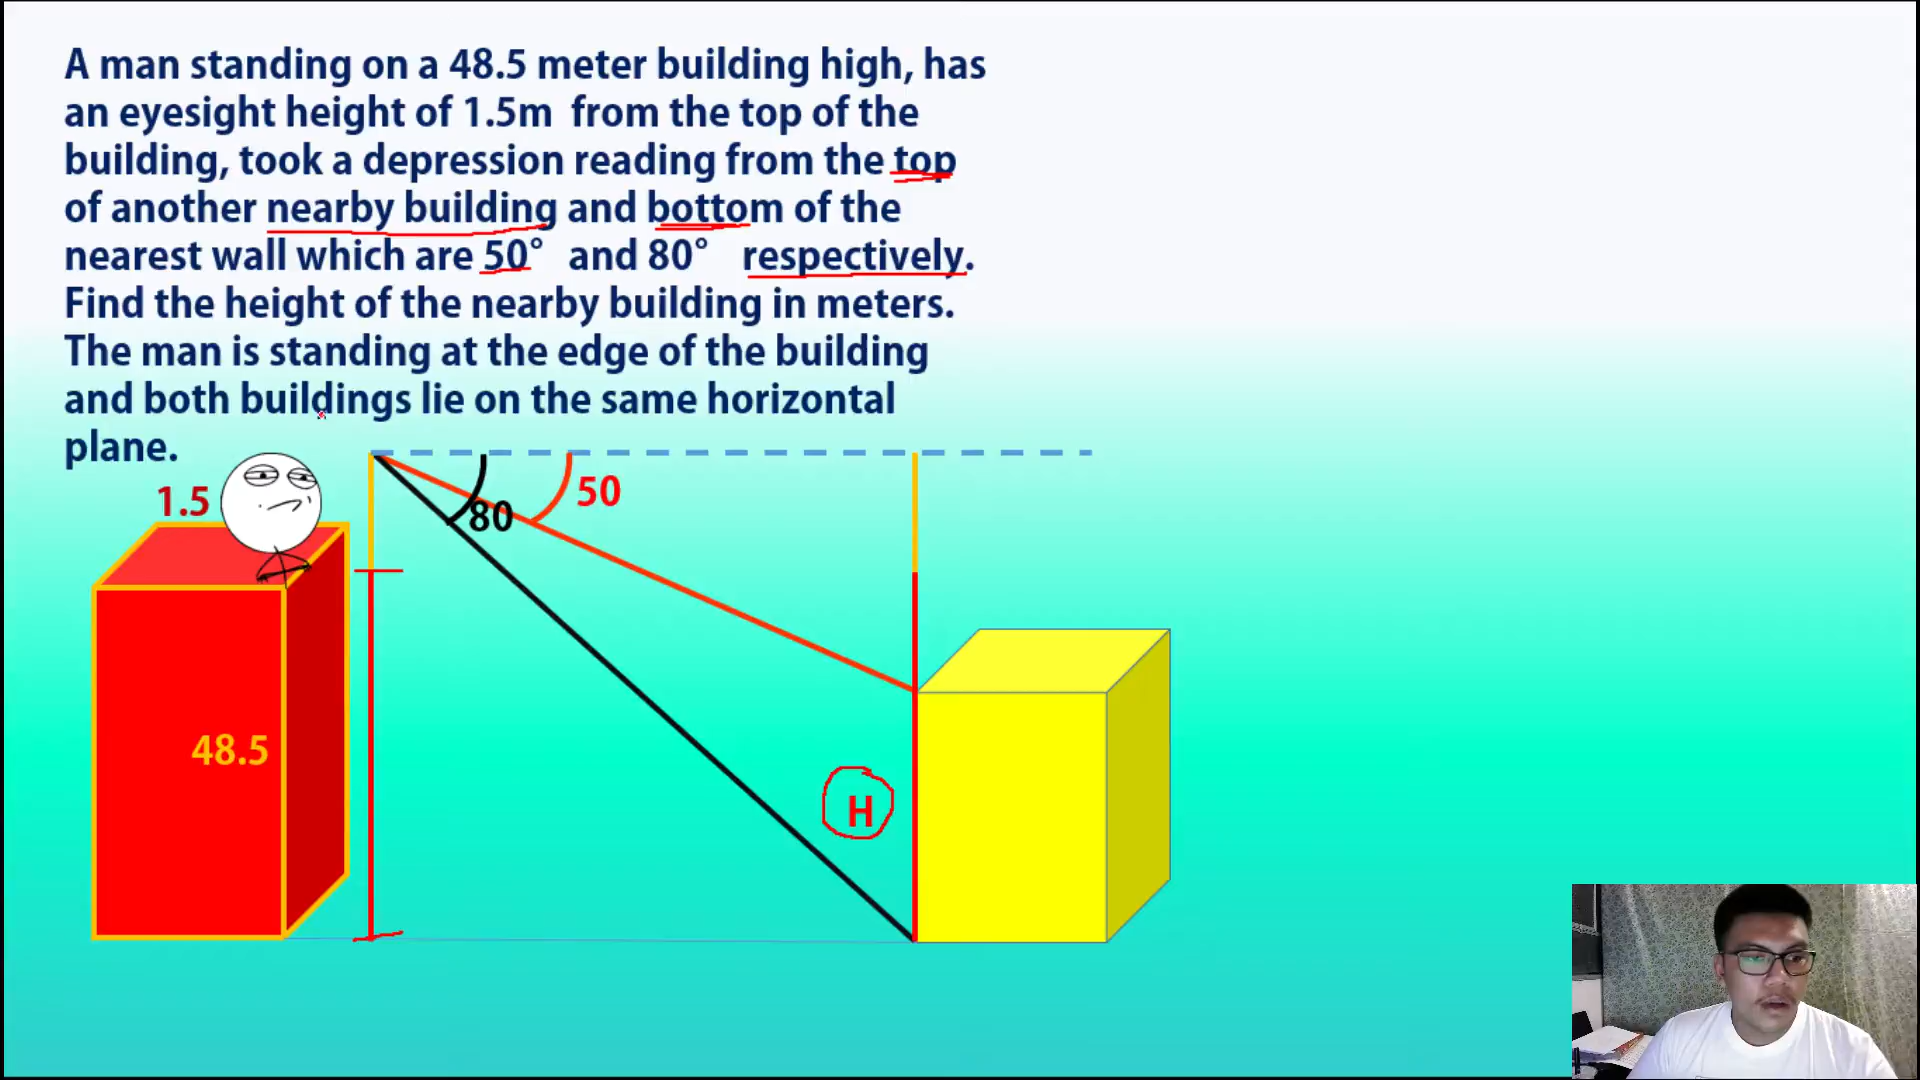 A man standing on a 48.5 meter building high, has
an eyesight height of 1.5m from the top of the
building, took a depression reading from the top
of another nearby building and bottom of the
nearest wall which are 50° and 80° respectively.
Find the height of the nearby building in meters.
The man is standing at the edge of the building
and both buildings lie on the same horizontal
plane.
1.5
80
50
48.5
H